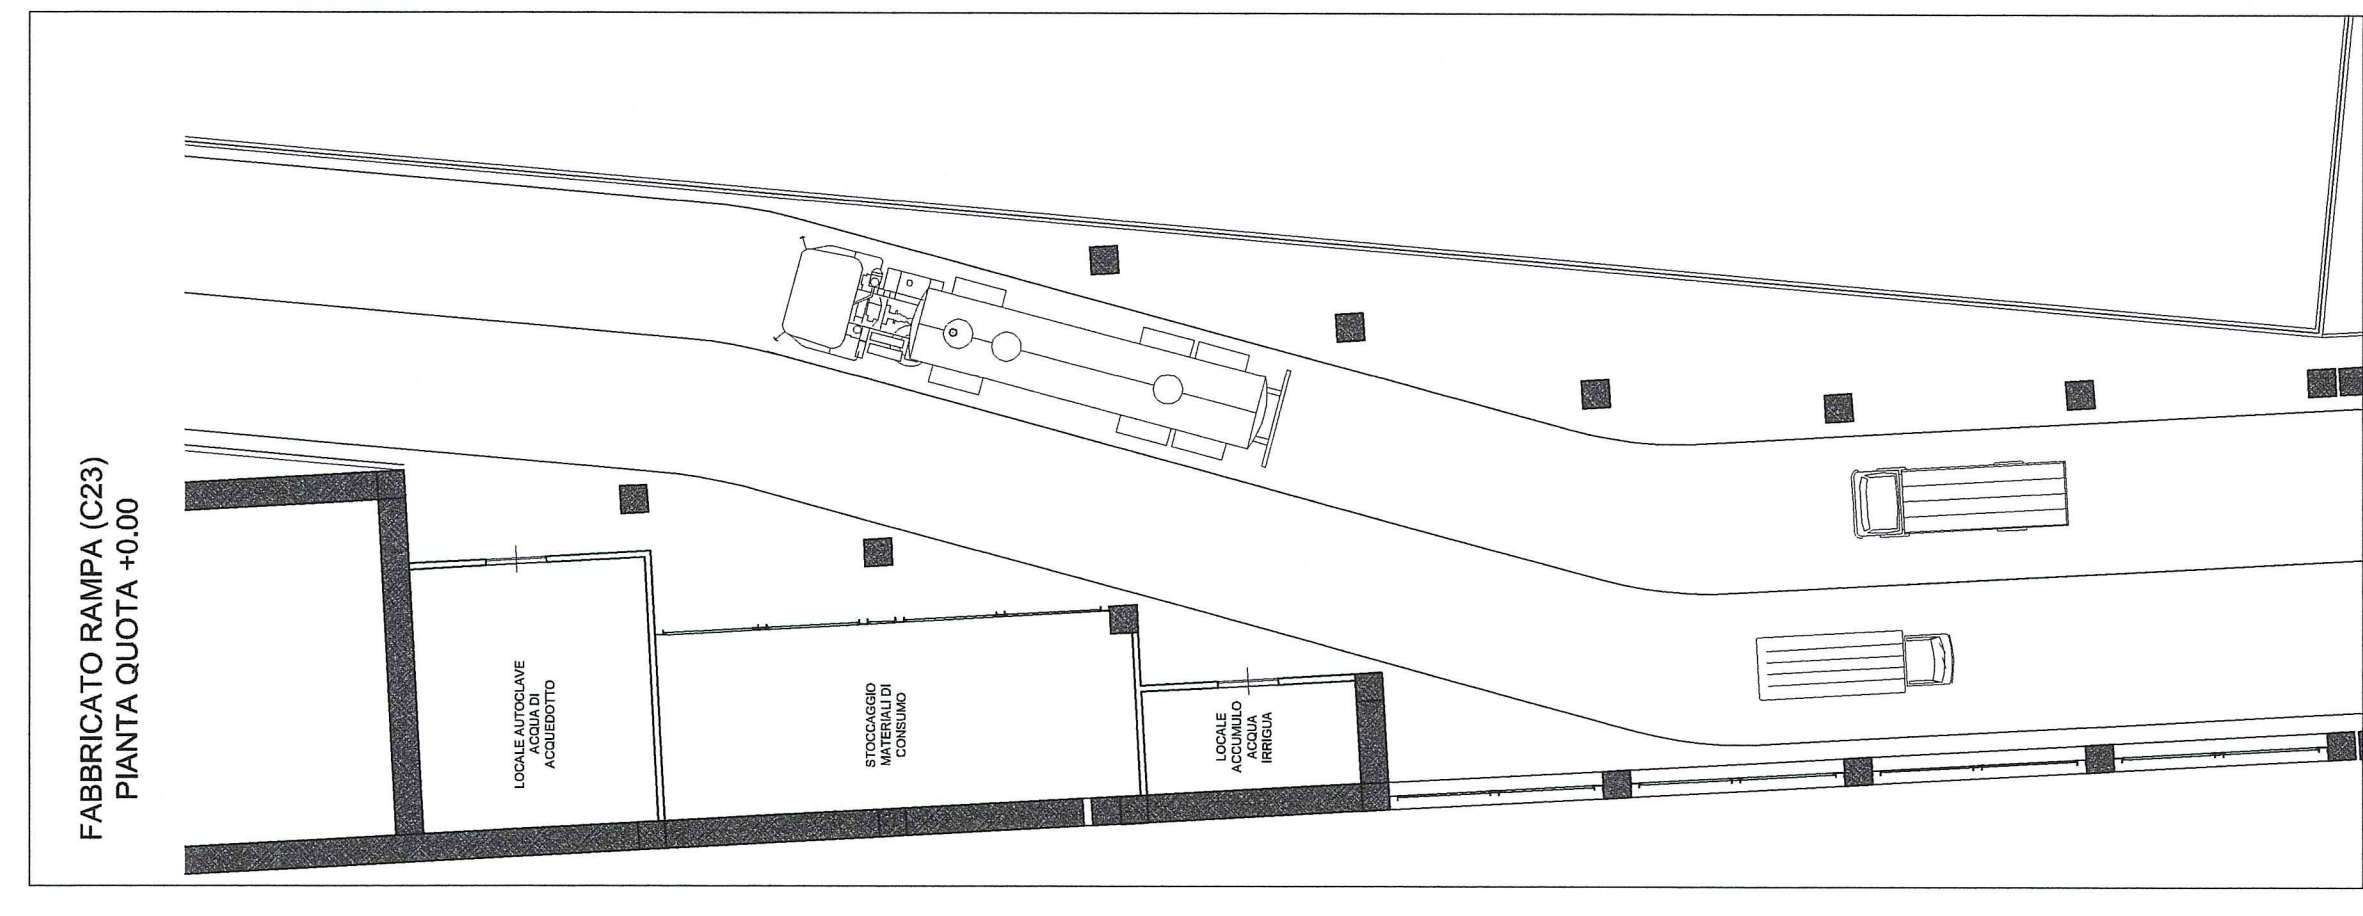 FABBRICATO RAMPA (C23)
PIANTA QUOTA +0.00
LOCALE AUTOCLAVE
ACQUA DI
ACQUEDOTTO
STOCCAGGIO
MATERIALI DI
CONSUMO
LOCALE
ACCUMULO
ACQUA
IRRIGUA